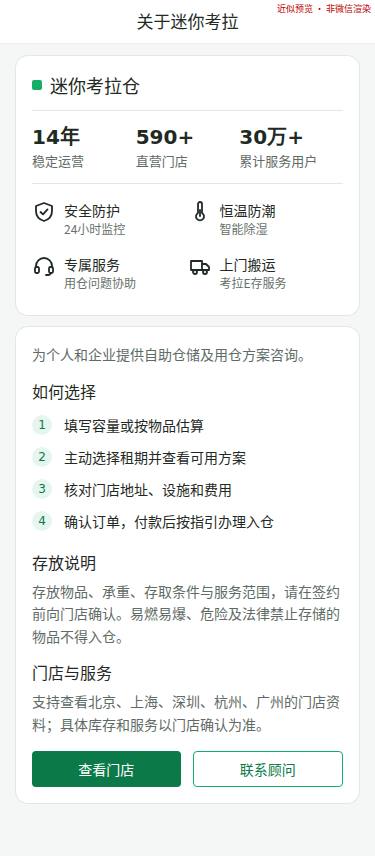 近似预览 · 非微信渲染
关于迷你考拉
迷你考拉仓
14年 590+ 30万+
稳定运营 直营门店 累计服务用户
安全防护 恒温防潮
24小时监控 智能除湿
专属服务 上门搬运
用仓问题协助 考拉E存服务
为个人和企业提供自助仓储及用仓方案咨询。
如何选择
1 填写容量或按物品估算
2 主动选择租期并查看可用方案
3 核对门店地址、设施和费用
4 确认订单，付款后按指引办理入仓
存放说明
存放物品、承重、存取条件与服务范围，请在签约
前向门店确认。易燃易爆、危险及法律禁止存储的
物品不得入仓。
门店与服务
支持查看北京、上海、深圳、杭州、广州的门店资
料；具体库存和服务以门店确认为准。
查看门店 联系顾问